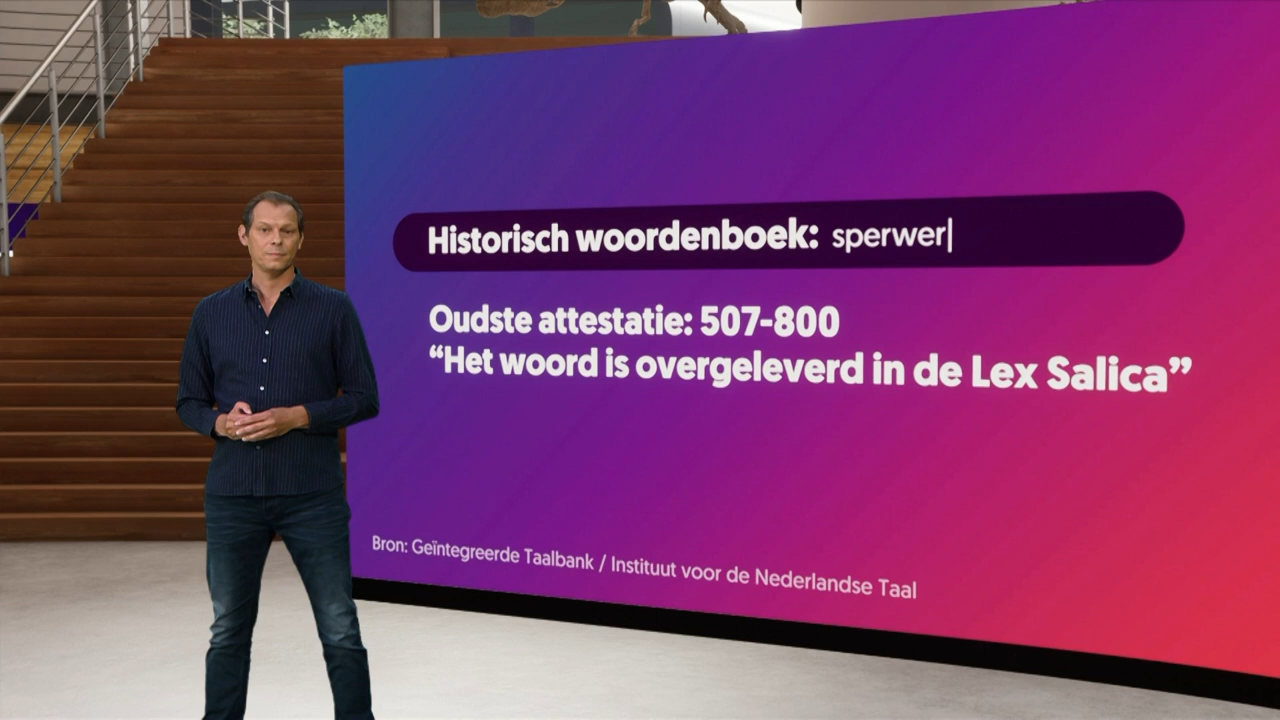 Historisch woordenboek: sperwer|
Oudste attestatie: 507-800
“Het woord is overgeleverd in de Lex Salica”
Bron: Geïntegreerde Taalbank / Instituut voor de Nederlandse Taal